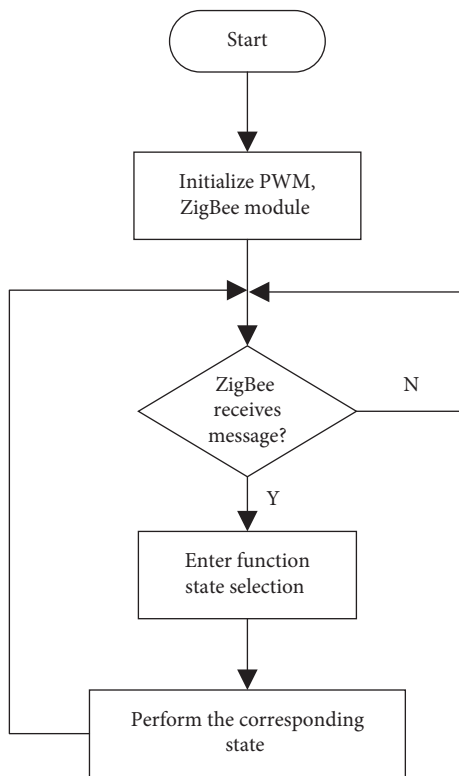 Start
Initialize PWM,
ZigBee module
ZigBee
receives
message?
N
Y
Enter function
state selection
Perform the corresponding
state